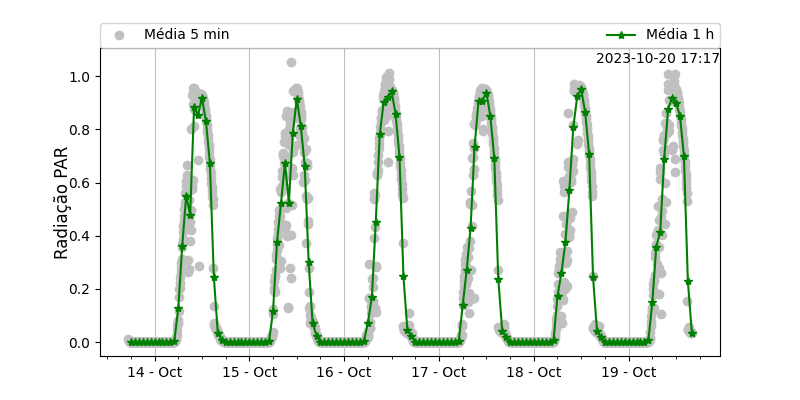 Média 5 min
Média 1 h
2023-10-20 17:17
Radiação PAR
1.0
0.8
0.6
0.4
0.2
0.0
14 - Oct
15 - Oct
16 - Oct
17 - Oct
18 - Oct
19 - Oct